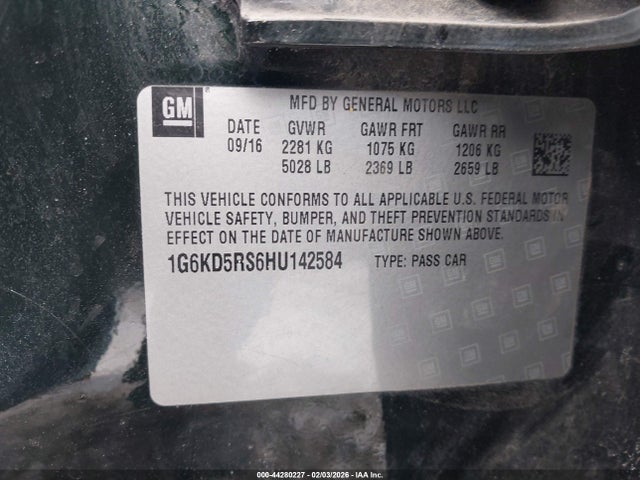 GM
MFD BY GENERAL MOTORS LLC
DATE GVWR GAWR FRT GAWR RR
09/16 2281 KG 1075 KG 1206 KG
5028 LB 2369 LB 2659 LB
THIS VEHICLE CONFORMS TO ALL APPLICABLE U.S. FEDERAL MOTOR
VEHICLE SAFETY, BUMPER, AND THEFT PREVENTION STANDARDS IN
EFFECT ON THE DATE OF MANUFACTURE SHOWN ABOVE.
1G6KD5RS6HU142584 TYPE: PASS CAR
000-44280227 - 02/03/2026 - IAA Inc.